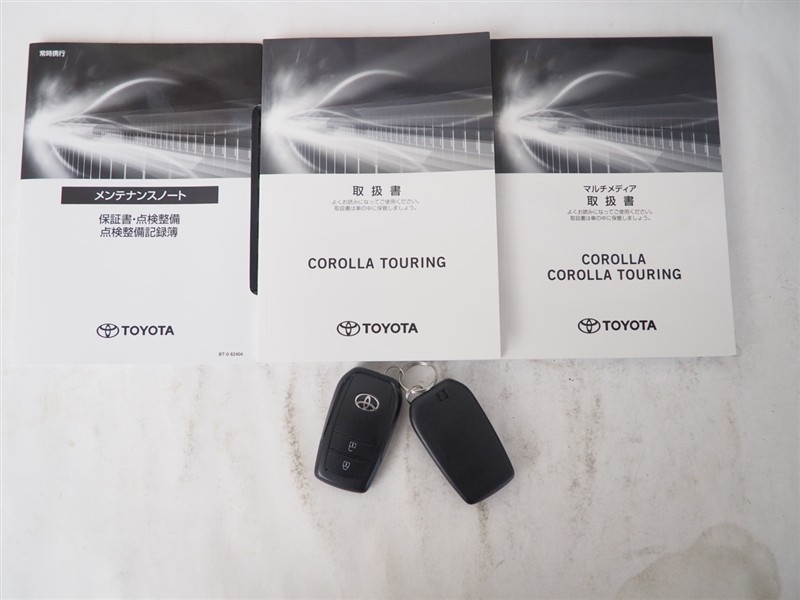 常時携行
メンテナンスノート
保証書・点検整備
点検整備記録簿
TOYOTA
取扱書
よくお読みになってご使用ください。
取扱書は車の中に保管しましょう。
COROLLA TOURING
TOYOTA
マルチメディア
取扱書
よくお読みになってご使用ください。
取扱書は車の中に保管しましょう。
COROLLA
COROLLA TOURING
TOYOTA